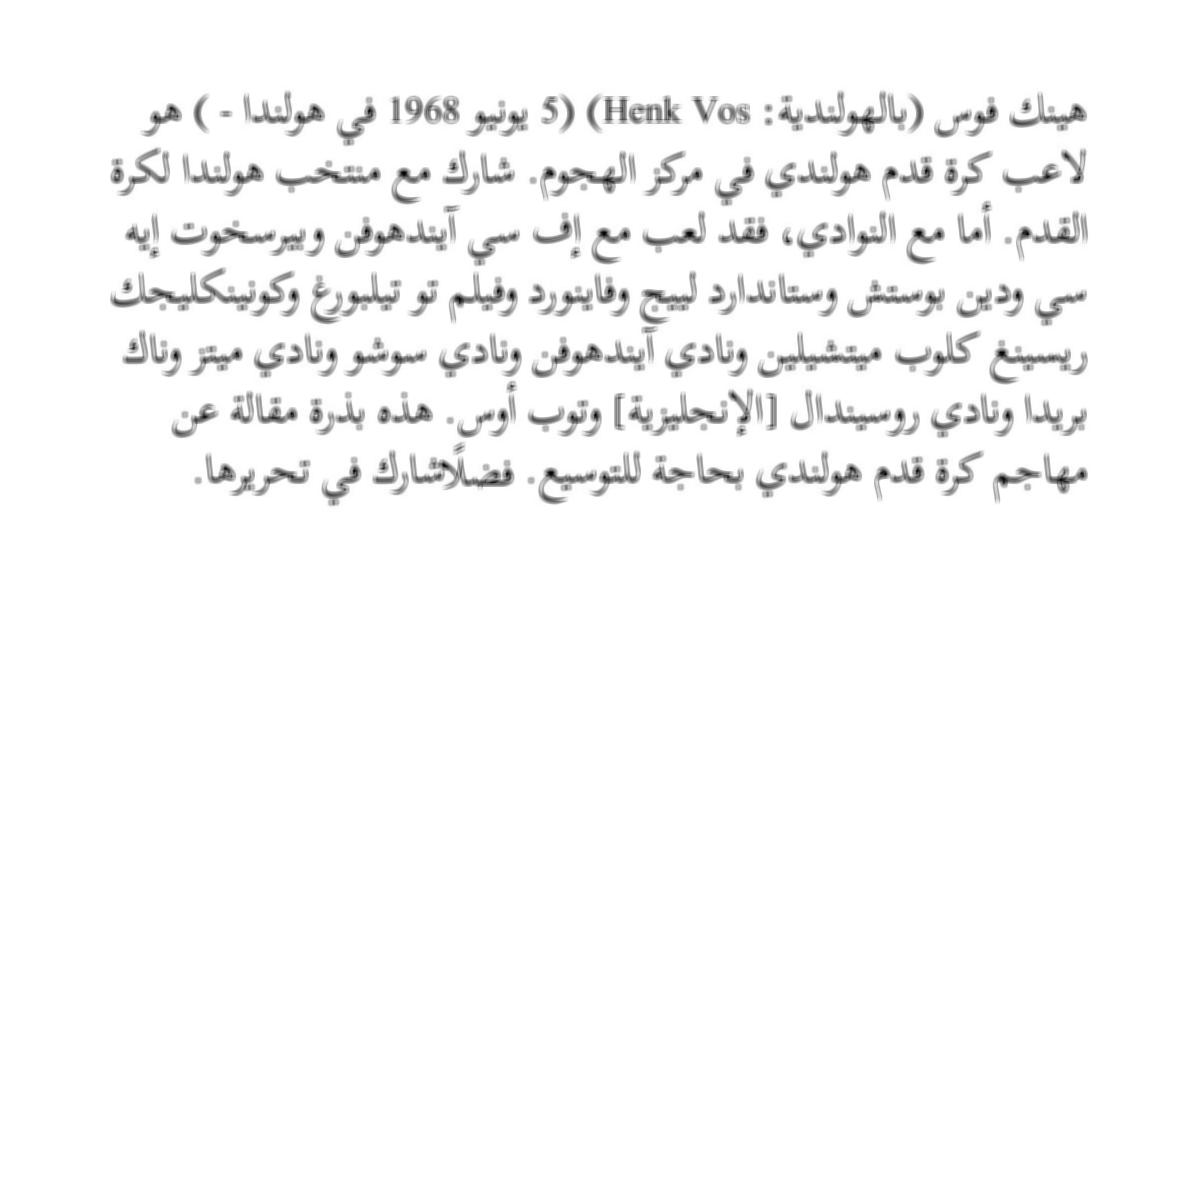 هينك فوس (بالهولندية: Henk Vos) (5 يونيو 1968 في هولندا - ) هو
لاعب كرة قدم هولندي في مركز الهجوم. شارك مع منتخب هولندا لكرة
القدم. أما مع النوادي، فقد لعب مع إف سي آيندهوفن وبيرسخوت إيه
سي ودين بوستش وستاندارد لييج وفاينورد وفيلم تو تيلبورغ وكونينكليجك
ريسينغ كلوب ميتشيلين ونادي آيندهوفن ونادي سوشو ونادي ميتز وناك
بريدا ونادي روسيندال [الإنجليزية] وتوب أوس. هذه بذرة مقالة عن
مهاجم كرة قدم هولندي بحاجة للتوسيع. فضلًاشارك في تحريرها.